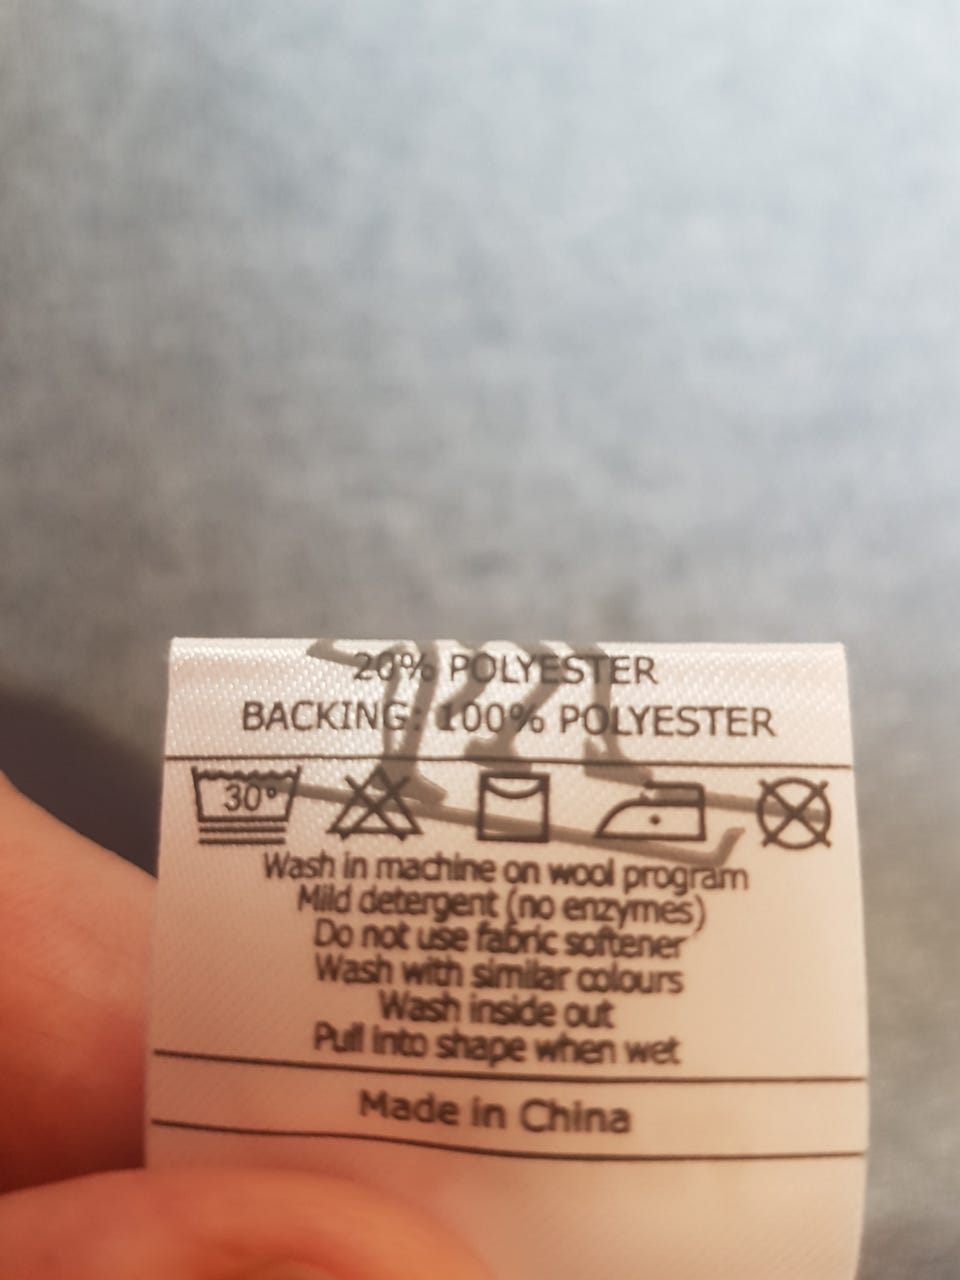 20% POLYESTER
BACKING: 100% POLYESTER
30°
Wash in machine on wool program
Mild detergent (no enzymes)
Do not use fabric softener
Wash with similar colours
Wash inside out
Pull into shape when wet
Made in China